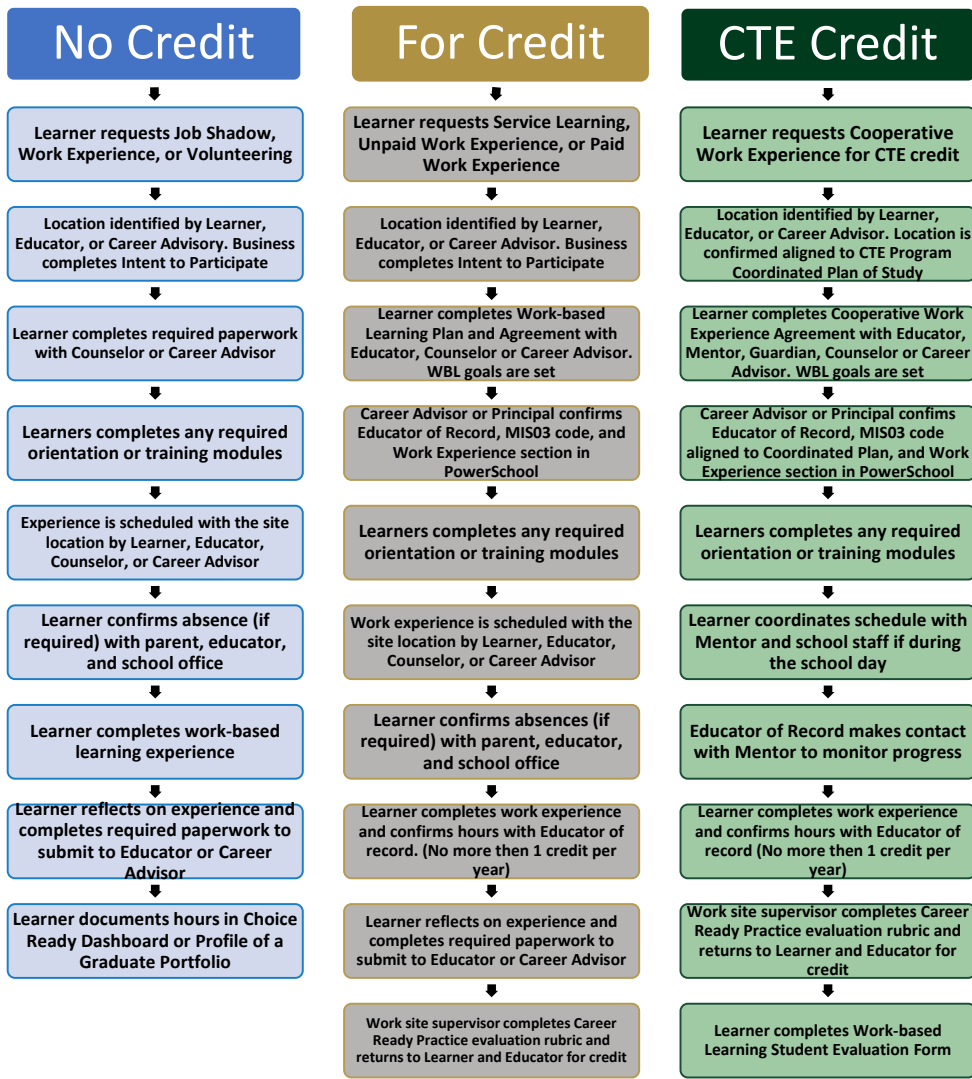 No Credit
Learner requests Job Shadow,
Work Experience, or Volunteering
Location identified by Learner,
Educator, or Career Advisory. Business
completes Intent to Participate
Learner completes required paperwork
with Counselor or Career Advisor
Learners completes any required
orientation or training modules
Experience is scheduled with the site
location by Learner, Educator,
Counselor, or Career Advisor
Learner confirms absence (if
required) with parent, educator,
and school office
Learner completes work-based
learning experience
Learner reflects on experience and
completes required paperwork to
submit to Educator or Career
Advisor
Learner documents hours in Choice
Ready Dashboard or Profile of a
Graduate Portfolio
For Credit
Learner requests Service Learning,
Unpaid Work Experience, or Paid
Work Experience
Location identified by Learner,
Educator, or Career Advisor. Business
completes Intent to Participate
Learner completes Work-based
Learning Plan and Agreement with
Educator, Counselor or Career Advisor.
WBL goals are set
Career Advisor or Principal confirms
Educator of Record, MIS03 code, and
Work Experience section in
PowerSchool
Learners completes any required
orientation or training modules
Work experience is scheduled with the
site location by Learner, Educator,
Counselor, or Career Advisor
Learner confirms absences (if
required) with parent, educator,
and school office
Learner completes work experience
and confirms hours with Educator of
record. (No more then 1 credit per
year)
Learner reflects on experience and
completes required paperwork to
submit to Educator or Career Advisor
Work site supervisor completes Career
Ready Practice evaluation rubric and
returns to Learner and Educator for credit
CTE Credit
Learner requests Cooperative
Work Experience for CTE credit
Location identified by Learner,
Educator, or Career Advisor. Location is
confirmed aligned to CTE Program
Coordinated Plan of Study
Learner completes Cooperative Work
Experience Agreement with Educator,
Mentor, Guardian, Counselor or Career
Advisor. WBL goals are set
Career Advisor or Principal confims
Educator of Record, MIS03 code
aligned to Coordinated Plan, and Work
Experience section in PowerSchool
Learners completes any required
orientation or training modules
Learner coordinates schedule with
Mentor and school staff if during
the school day
Educator of Record makes contact
with Mentor to monitor progress
Learner completes work experience
and confirms hours with Educator of
record (No more then 1 credit per
year)
Work site supervisor completes Career
Ready Practice evaluation rubric and
returns to Learner and Educator for
credit
Learner completes Work-based
Learning Student Evaluation Form